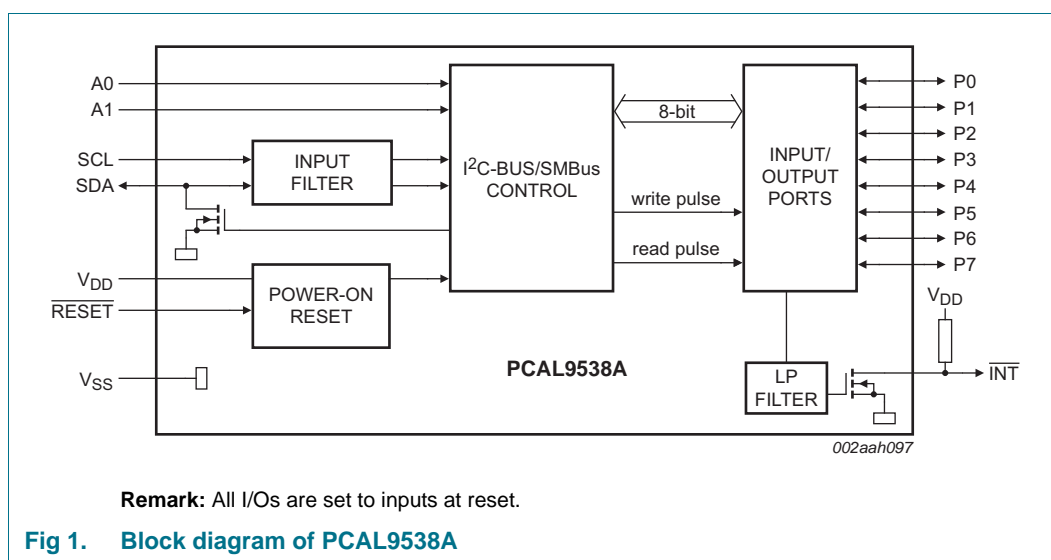 A0
A1
SCL
SDA
VDD
RESET
VSS
INPUT
FILTER
POWER-ON
RESET
I2C-BUS/SMBus
CONTROL
8-bit
write pulse
read pulse
INPUT/
OUTPUT
PORTS
P0
P1
P2
P3
P4
P5
P6
P7
VDD
INT
LP
FILTER
PCAL9538A
002aah097
Remark: All I/Os are set to inputs at reset.
Fig 1. Block diagram of PCAL9538A